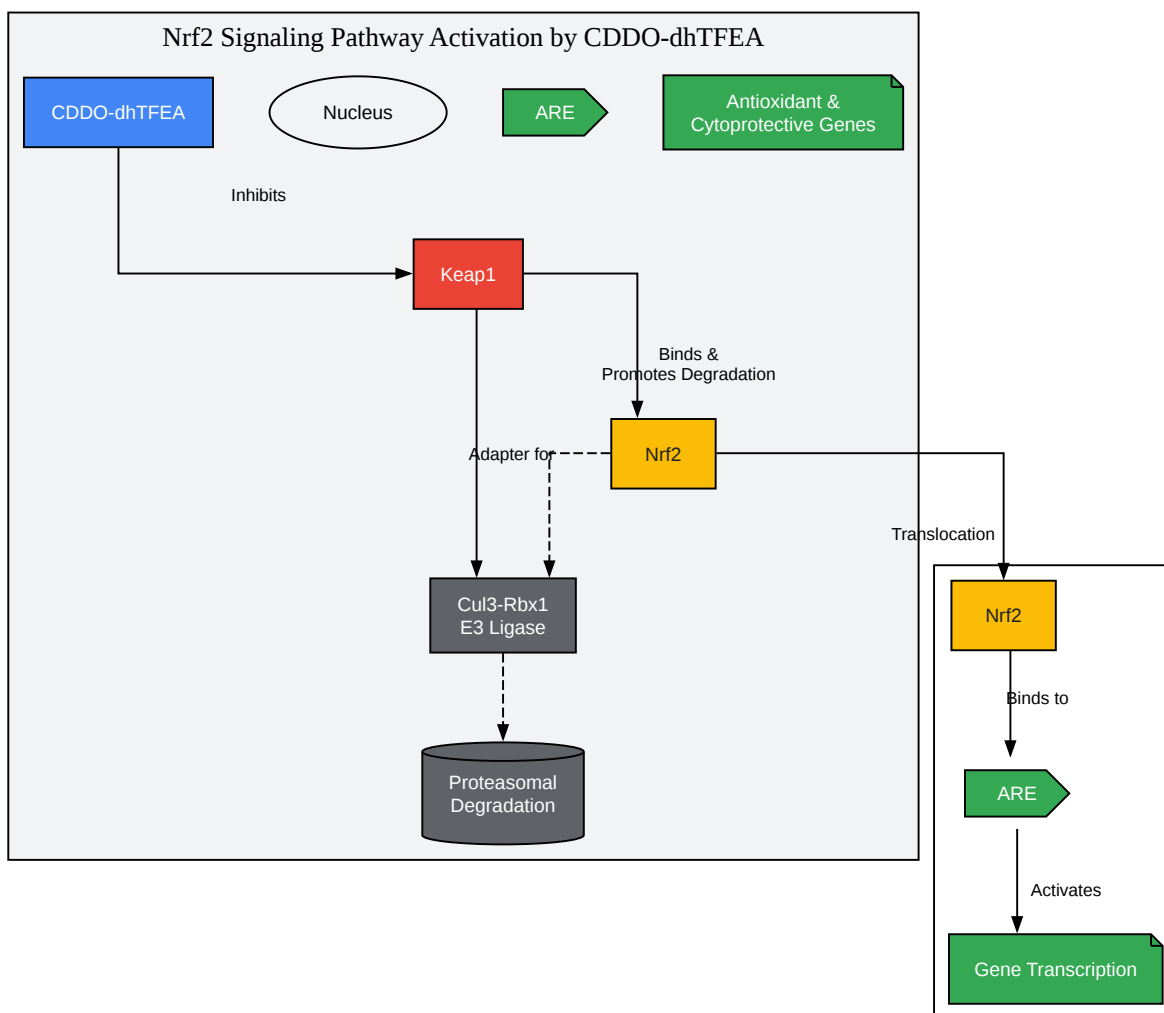 Nrf2 Signaling Pathway Activation by CDDO-dhTFEA
CDDO-dhTFEA
Nucleus
ARE
Antioxidant &
Cytoprotective Genes
Inhibits
Keap1
Binds &
Promotes Degradation
Adapter for
Nrf2
Translocation
Cul3-Rbx1
E3 Ligase
Nrf2
Binds to
Proteasomal
Degradation
ARE
Activates
Gene Transcription